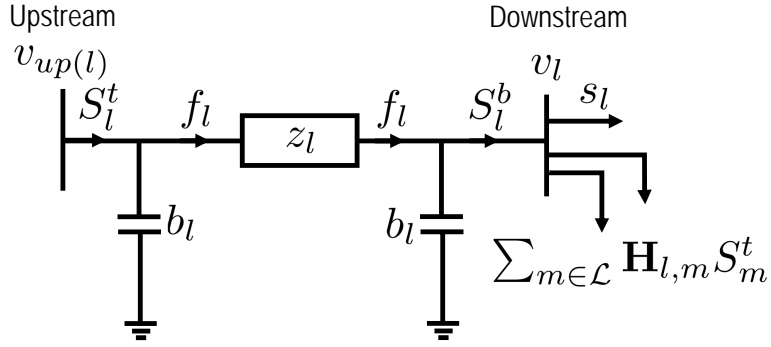 Upstream Downstream
v_{up(l)} v_l
S_l^t f_l f_l S_l^b s_l
z_l
b_l b_l
\sum_{m \in \mathcal{L}} \mathbf{H}_{l,m} S_m^t